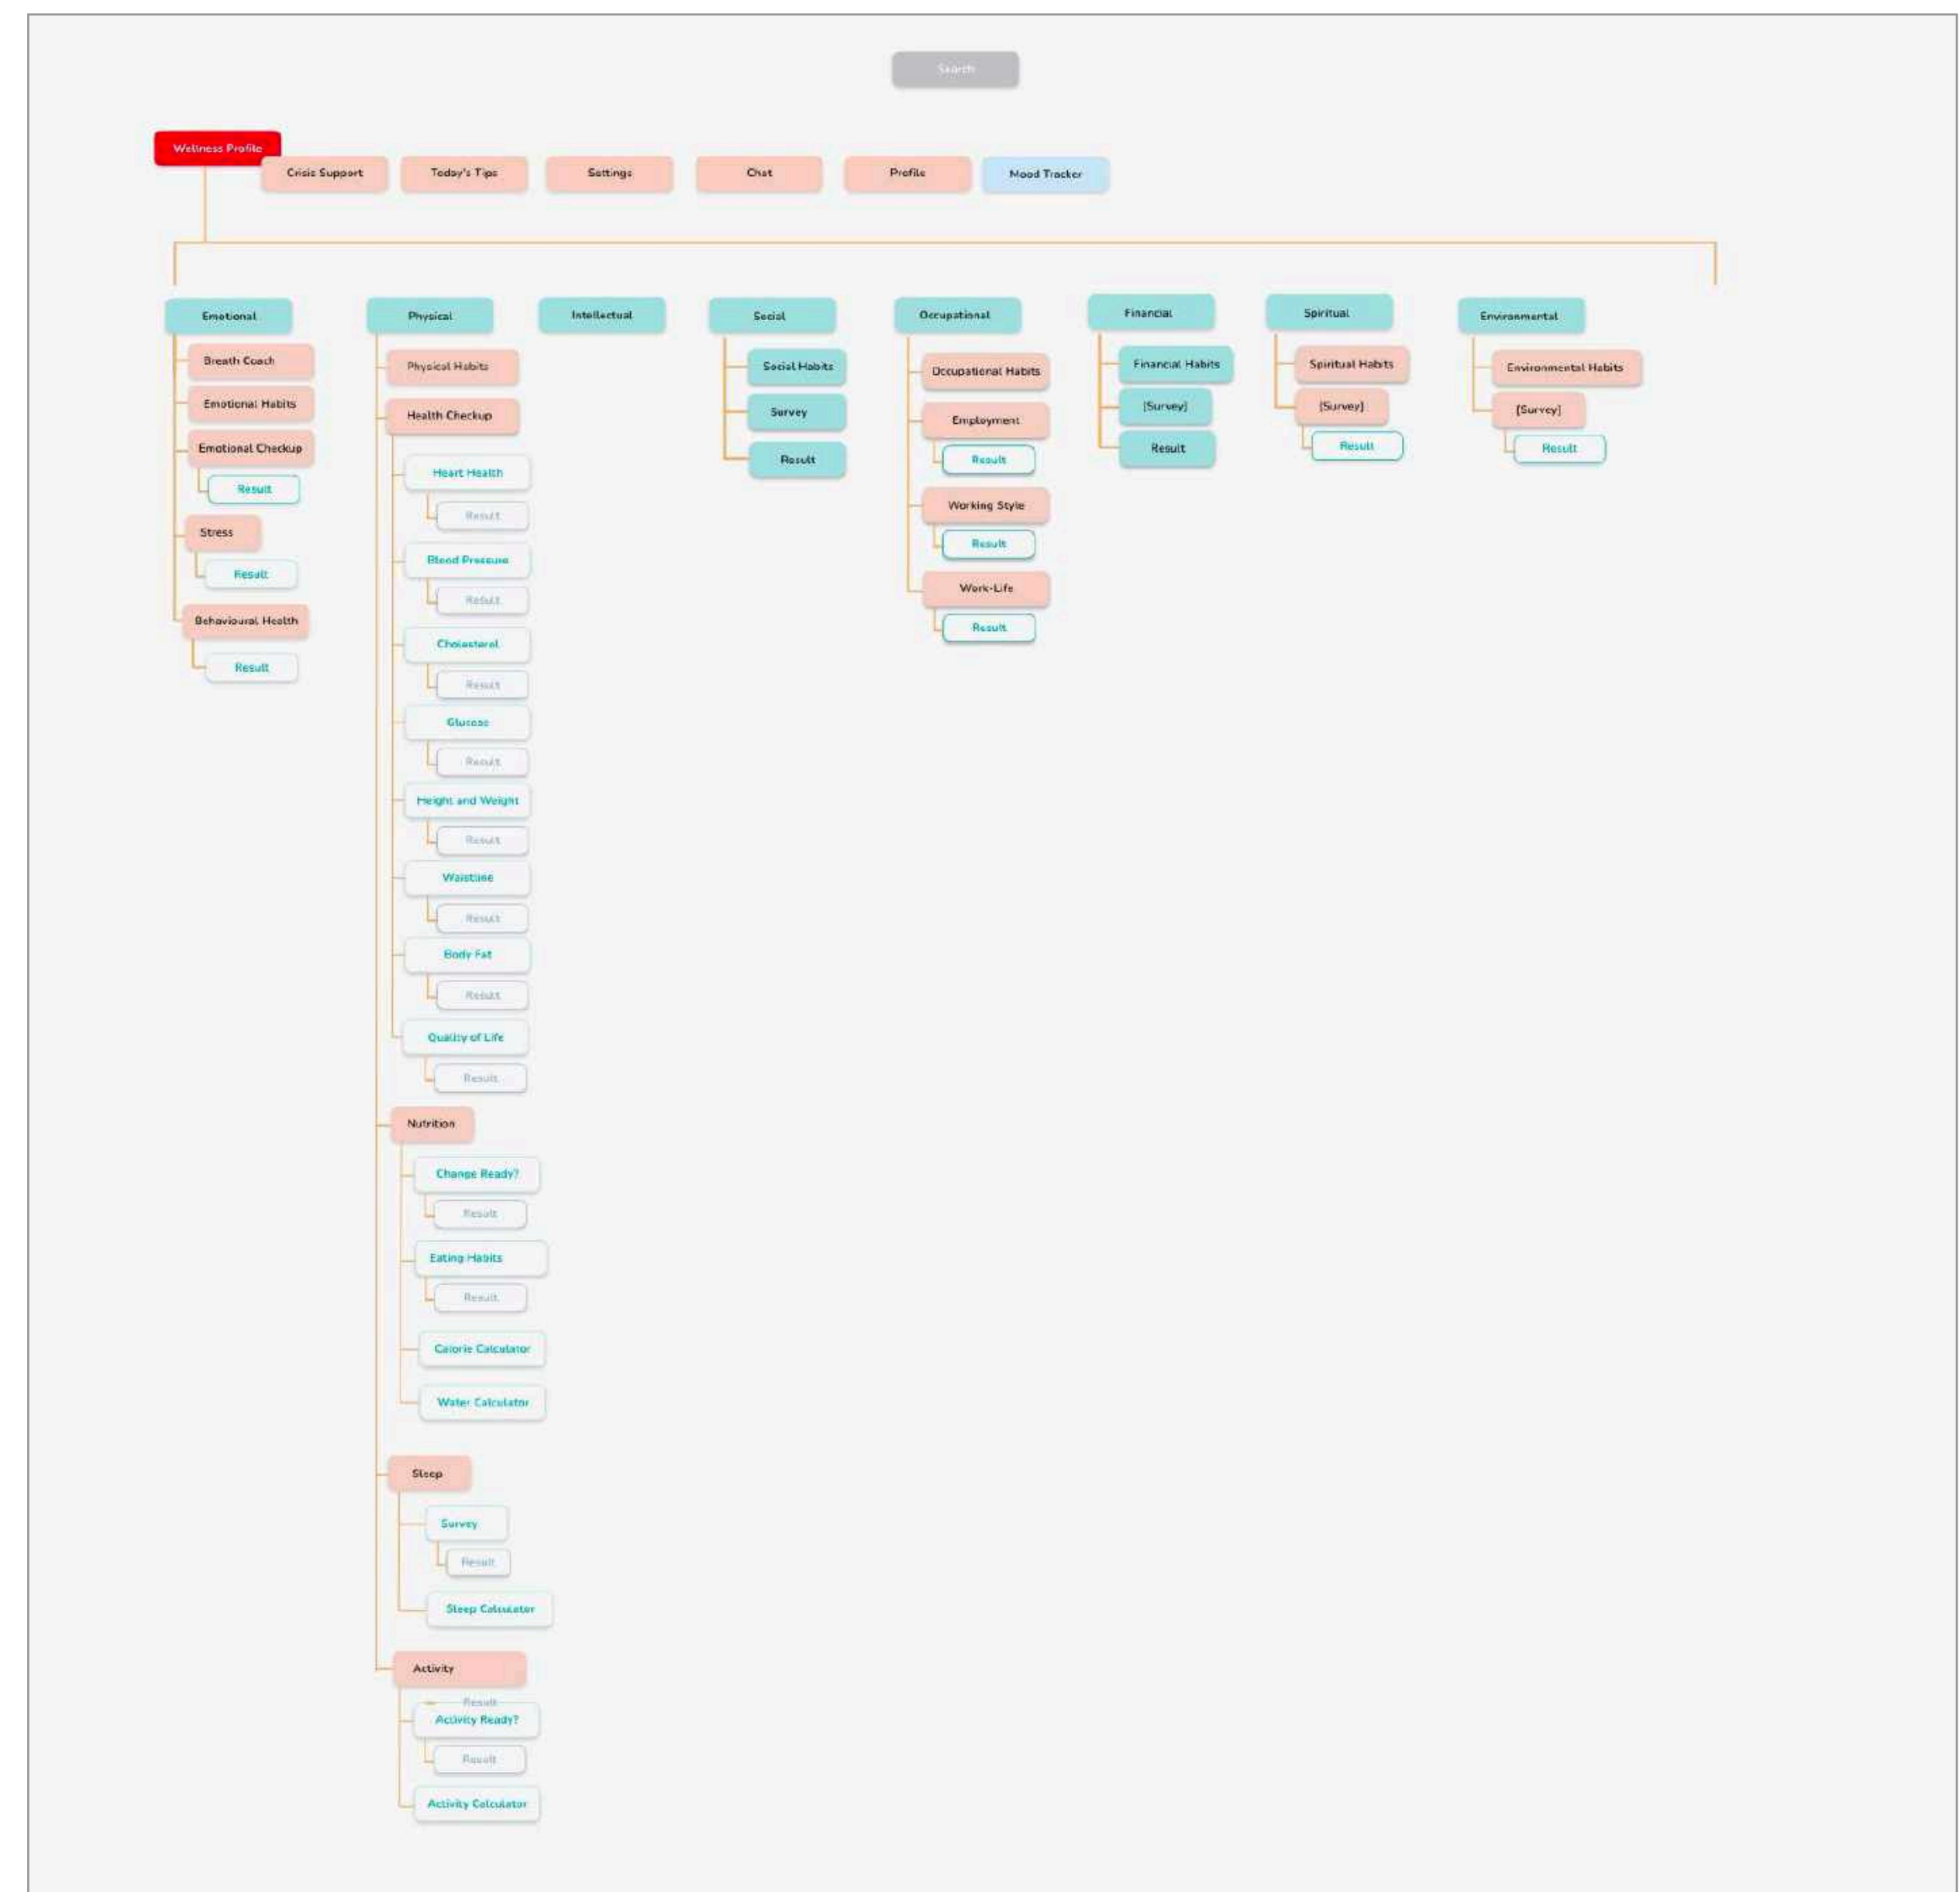 Search
Wellness Profile
Crisis Support
Today's Tips
Settings
Chat
Profile
Mood Tracker
Emotional
Breath Coach
Emotional Habits
Emotional Checkup
Result
Stress
Result
Behavioural Health
Result
Physical
Physical Habits
Health Checkup
Heart Health
Result
Blood Pressure
Result
Cholesterol
Result
Glucose
Result
Height and Weight
Result
Waistline
Result
Body Fat
Result
Quality of Life
Result
Nutrition
Change Ready?
Result
Eating Habits
Result
Calorie Calculator
Water Calculator
Sleep
Survey
Result
Sleep Calculator
Activity
Result
Activity Ready?
Result
Activity Calculator
Intellectual
Social
Social Habits
Survey
Result
Occupational
Occupational Habits
Employment
Result
Working Style
Result
Work-Life
Result
Financial
Financial Habits
[Survey]
Result
Spiritual
Spiritual Habits
[Survey]
Result
Environmental
Environmental Habits
[Survey]
Result